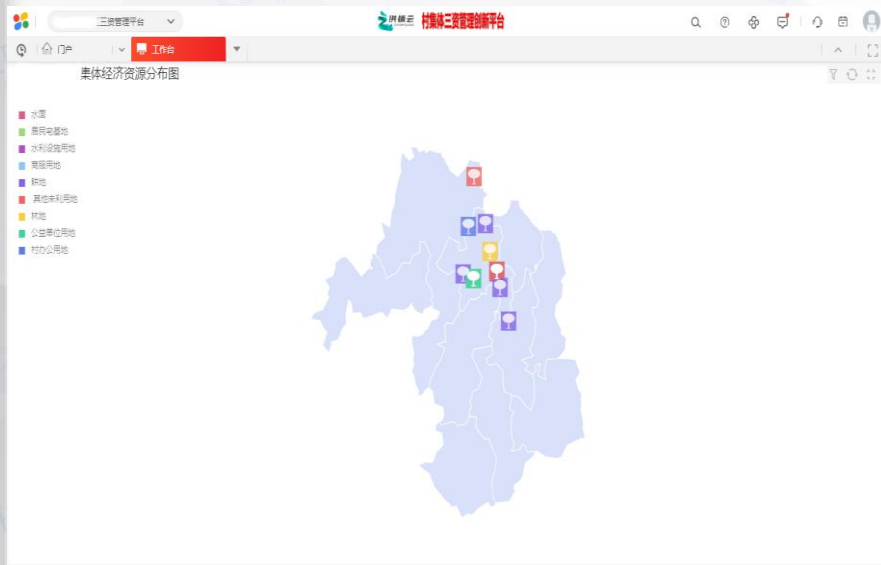 三资管理平台
洪楠云 村集体三资管理创新平台
门户
工作台
集体经济资源分布图
水面
居民宅基地
水利设施用地
商服用地
耕地
其他未利用地
林地
公益单位用地
村办公用地